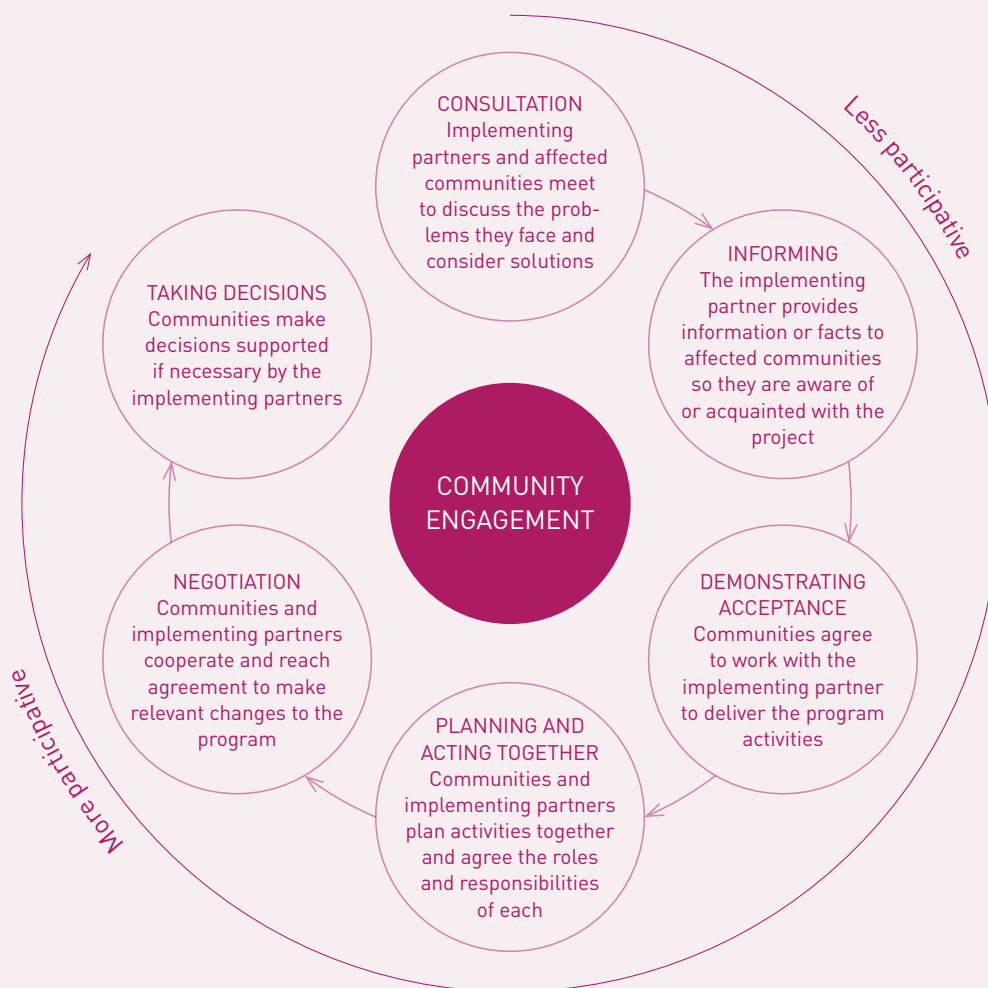 CONSULTATION
Implementing
partners and affected
communities meet
to discuss the prob-
lems they face and
consider solutions
Less participative
INFORMING
The implementing
partner provides
information or facts to
affected communities
so they are aware of
or acquainted with the
project
DEMONSTRATING
ACCEPTANCE
Communities agree
to work with the
implementing partner
to deliver the program
activities
PLANNING AND
ACTING TOGETHER
Communities and
implementing partners
plan activities together
and agree the roles
and responsibilities
of each
NEGOTIATION
Communities and
implementing partners
cooperate and reach
agreement to make
relevant changes to the
program
More participative
TAKING DECISIONS
Communities make
decisions supported
if necessary by the
implementing partners
COMMUNITY
ENGAGEMENT